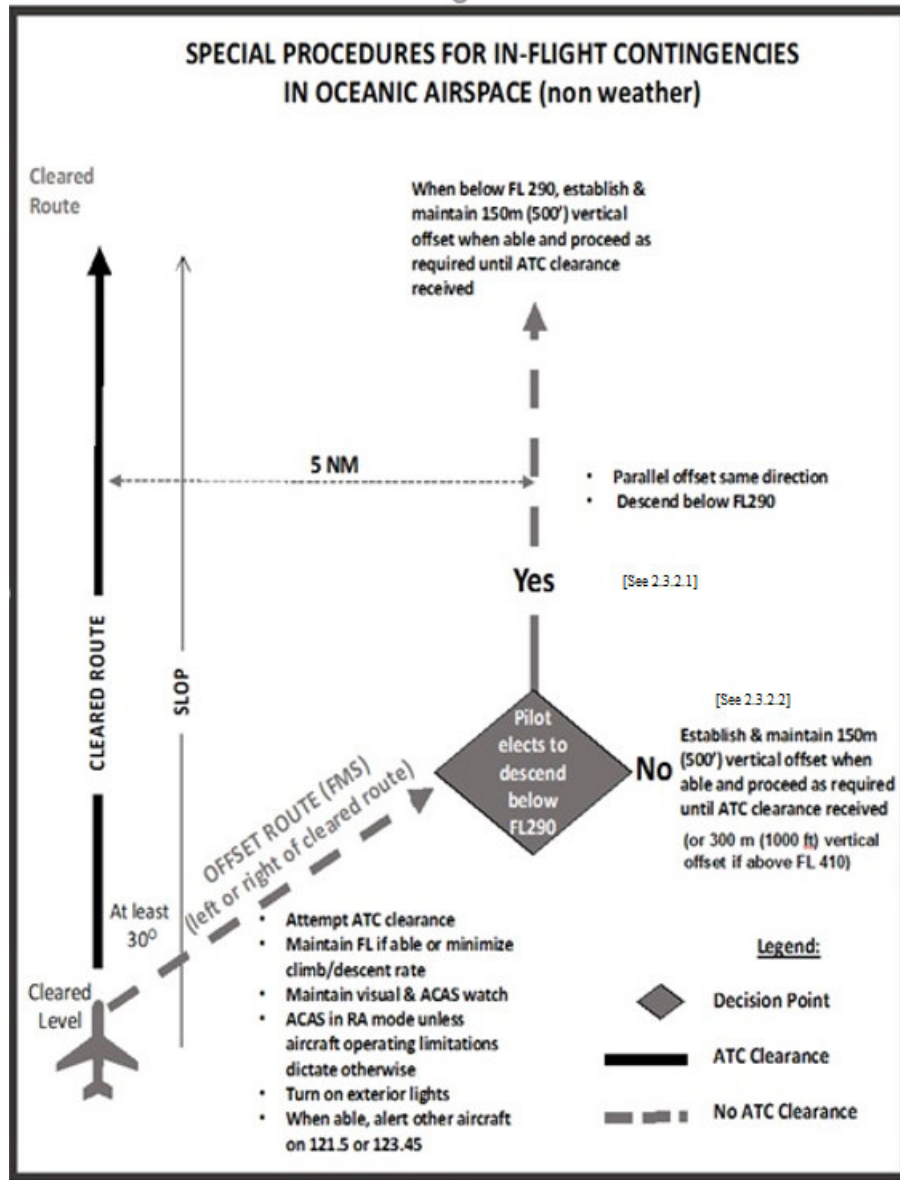 SPECIAL PROCEDURES FOR IN-FLIGHT CONTINGENCIES
IN OCEANIC AIRSPACE (non weather)
Cleared
Route
When below FL 290, establish &
maintain 150m (500') vertical
offset when able and proceed as
required until ATC clearance
received
5 NM
• Parallel offset same direction
• Descend below FL290
Yes
[See 2.3.2.1]
CLEARED ROUTE
SLOP
[See 2.3.2.2]
Pilot
elects to
descend
below
FL290
No
Establish & maintain 150m
(500') vertical offset when
able and proceed as required
until ATC clearance received
(or 300 m (1000 ft) vertical
offset if above FL 410)
OFFSET ROUTE (FMS)
(left or right of cleared route)
At least
30⁰
Cleared
Level
• Attempt ATC clearance
• Maintain FL if able or minimize
climb/descent rate
• Maintain visual & ACAS watch
• ACAS in RA mode unless
aircraft operating limitations
dictate otherwise
• Turn on exterior lights
• When able, alert other aircraft
on 121.5 or 123.45
Legend:
Decision Point
ATC Clearance
No ATC Clearance